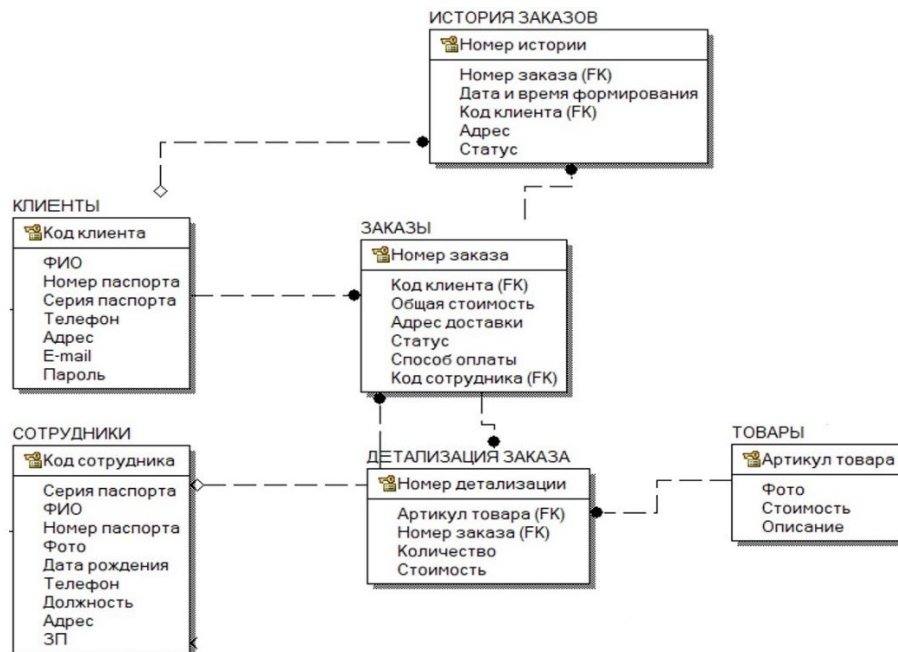 ИСТОРИЯ ЗАКАЗОВ
Номер истории
Номер заказа (FK)
Дата и время формирования
Код клиента (FK)
Адрес
Статус
КЛИЕНТЫ
Код клиента
ФИО
Номер паспорта
Серия паспорта
Телефон
Адрес
E-mail
Пароль
ЗАКАЗЫ
Номер заказа
Код клиента (FK)
Общая стоимость
Адрес доставки
Статус
Способ оплаты
Код сотрудника (FK)
СОТРУДНИКИ
Код сотрудника
Серия паспорта
ФИО
Номер паспорта
Фото
Дата рождения
Телефон
Должность
Адрес
ЗП
ДЕТАЛИЗАЦИЯ ЗАКАЗА
Номер детализации
Артикул товара (FK)
Номер заказа (FK)
Количество
Стоимость
ТОВАРЫ
Артикул товара
Фото
Стоимость
Описание